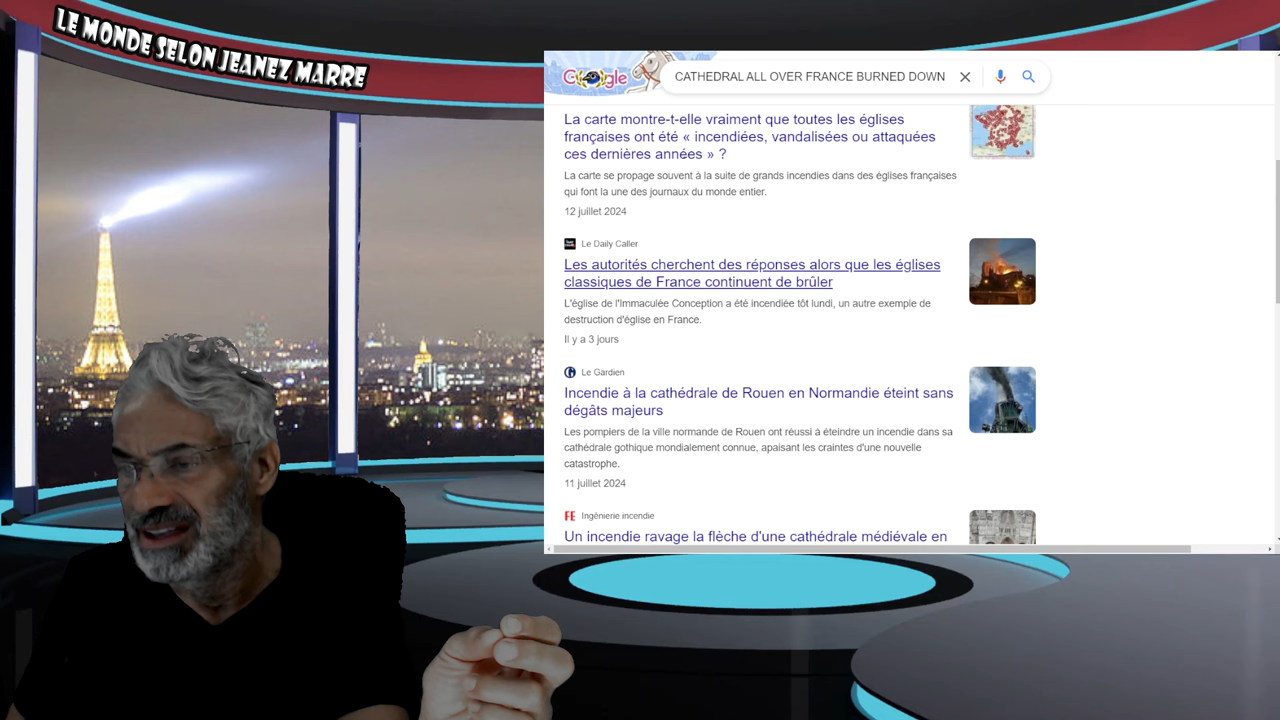 LE MONDE SELON JEANEZ MARRE
Google
CATHEDRAL ALL OVER FRANCE BURNED DOWN
La carte montre-t-elle vraiment que toutes les églises
françaises ont été « incendiées, vandalisées ou attaquées
ces dernières années » ?
La carte se propage souvent à la suite de grands incendies dans des églises françaises
qui font la une des journaux du monde entier.
12 juillet 2024
Le Daily Caller
Les autorités cherchent des réponses alors que les églises
classiques de France continuent de brûler
L'église de l'Immaculée Conception a été incendiée tôt lundi, un autre exemple de
destruction d'église en France.
Il y a 3 jours
Le Gardien
Incendie à la cathédrale de Rouen en Normandie éteint sans
dégâts majeurs
Les pompiers de la ville normande de Rouen ont réussi à éteindre un incendie dans sa
cathédrale gothique mondialement connue, apaisant les craintes d'une nouvelle
catastrophe.
11 juillet 2024
FE Ingénierie incendie
Un incendie ravage la flèche d'une cathédrale médiévale en